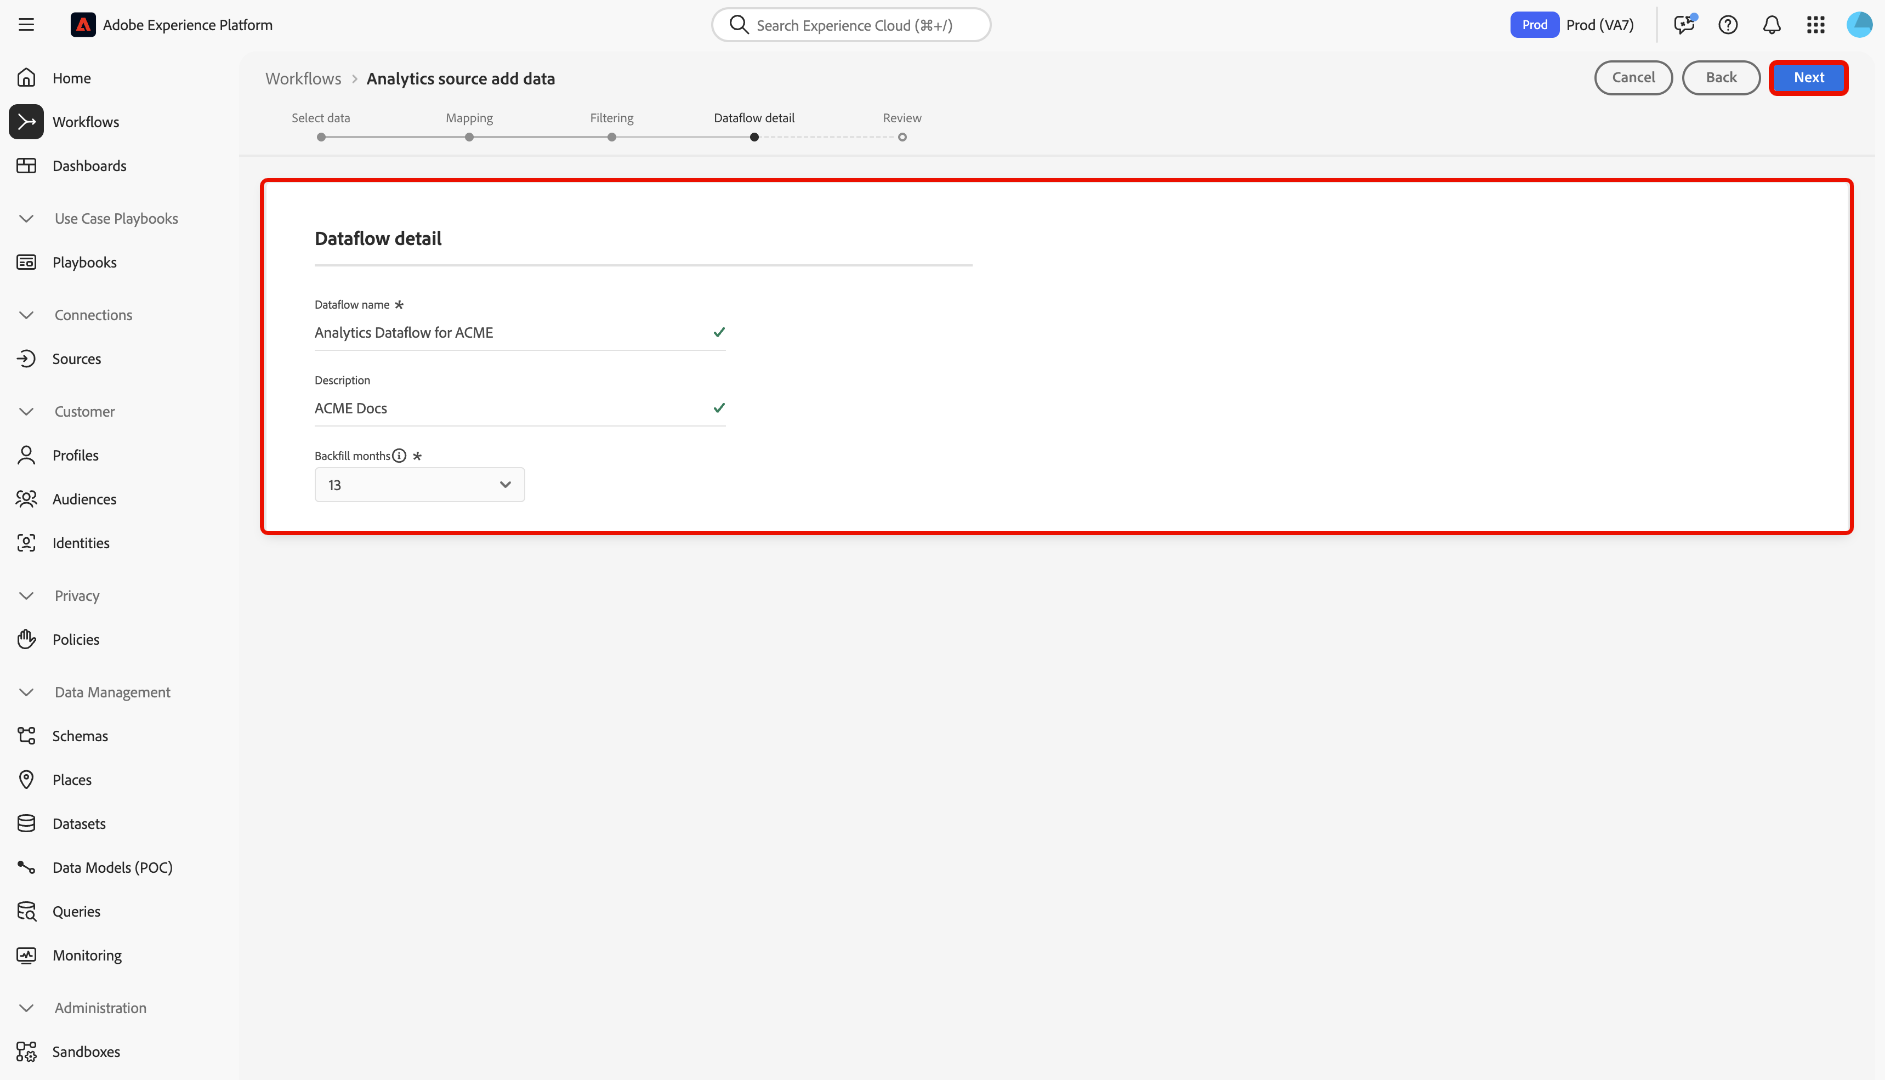 Adobe Experience Platform
Search Experience Cloud (⌘+/)
Prod
Prod (VA7)
Home
Workflows
Dashboards
Use Case Playbooks
Playbooks
Connections
Sources
Customer
Profiles
Audiences
Identities
Privacy
Policies
Data Management
Schemas
Places
Datasets
Data Models (POC)
Queries
Monitoring
Administration
Sandboxes
Workflows > Analytics source add data
Cancel
Back
Next
Select data
Mapping
Filtering
Dataflow detail
Review
Dataflow detail
Dataflow name *
Analytics Dataflow for ACME
Description
ACME Docs
Backfill months *
13